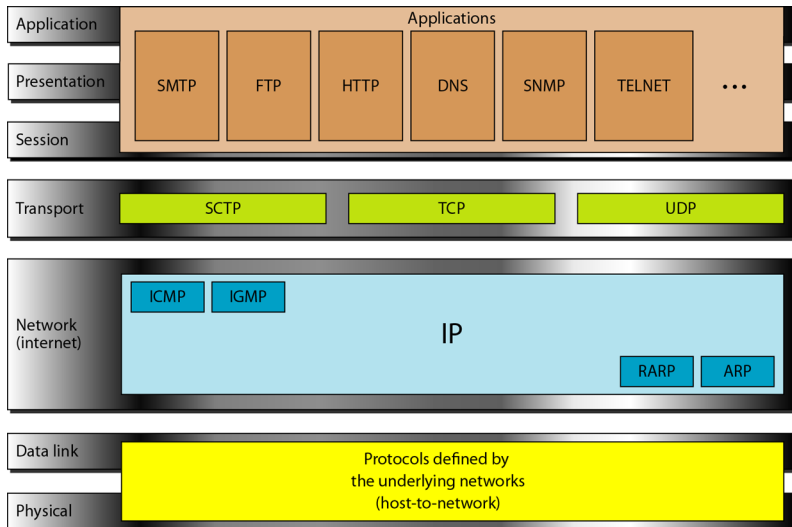 Application
Applications
Presentation
SMTP FTP HTTP DNS SNMP TELNET ...
Session
Transport
SCTP TCP UDP
ICMP IGMP
Network
(internet)
IP
RARP ARP
Data link
Protocols defined by
the underlying networks
(host-to-network)
Physical